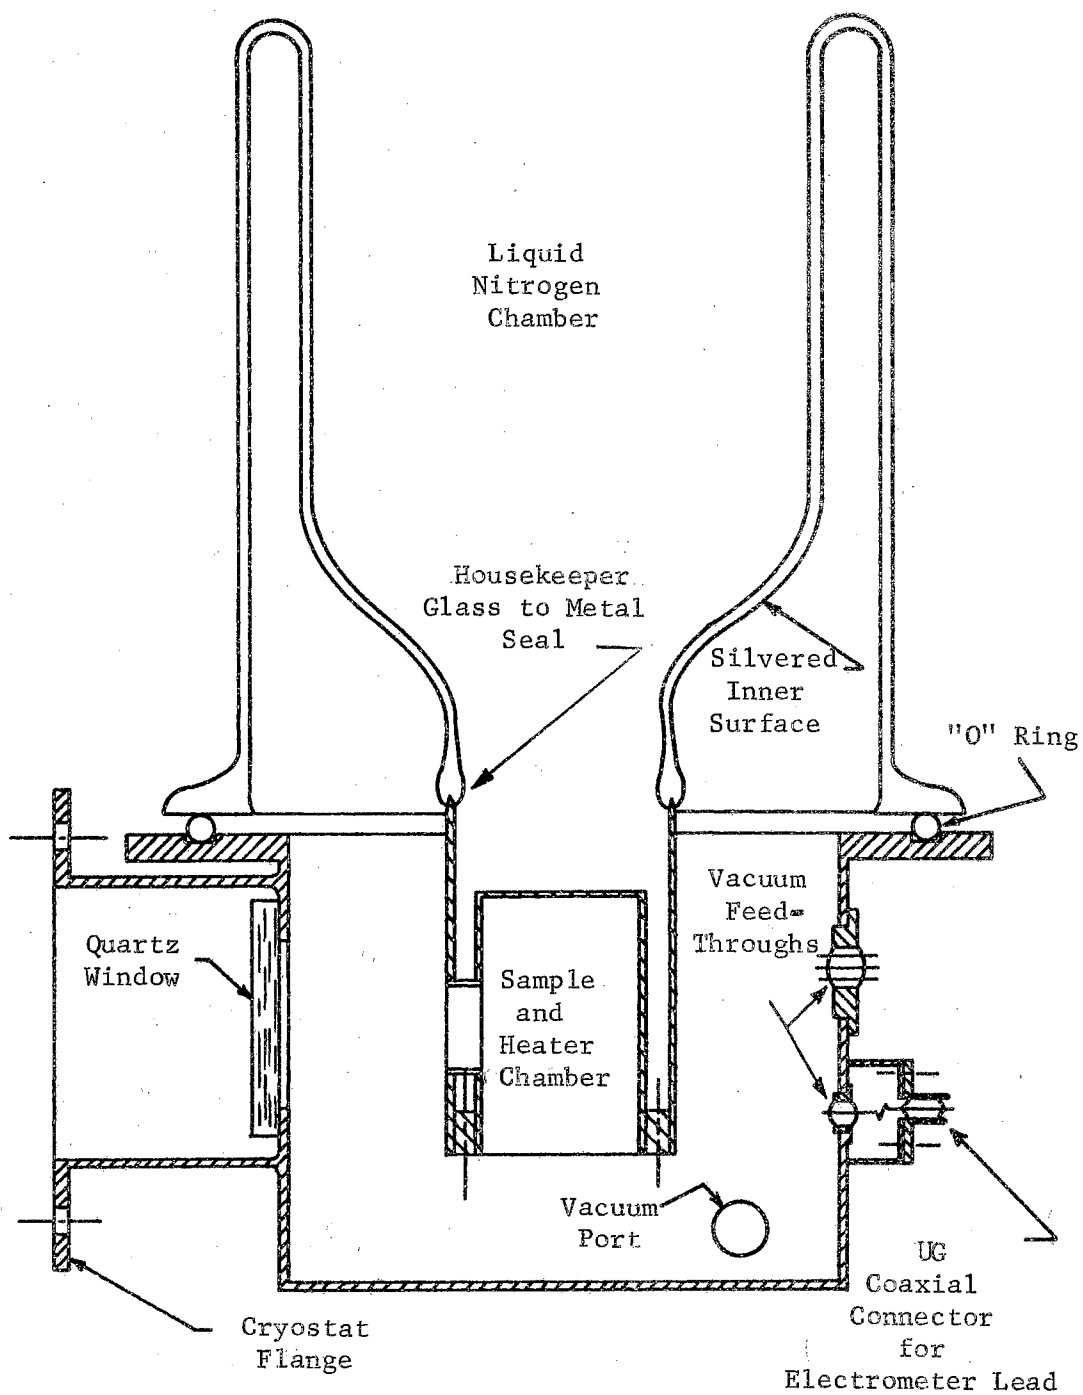 Liquid
Nitrogen
Chamber
Housekeeper
Glass to Metal
Seal
Silvered
Inner
Surface
"O" Ring
Vacuum
Feed-
Throughs
Quartz
Window
Sample
and
Heater
Chamber
Vacuum
Port
UG
Coaxial
Connector
for
Electrometer Lead
Cryostat
Flange